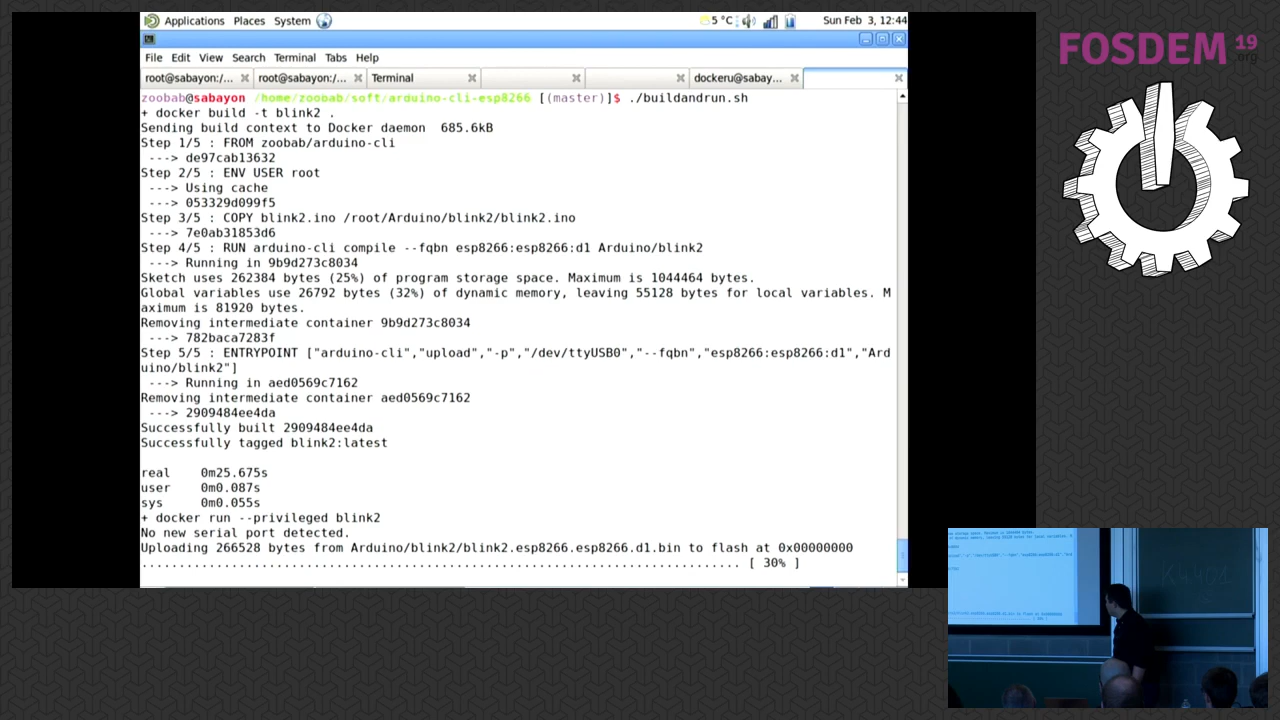 Applications Places System 5 °C Sun Feb 3, 12:44
File Edit View Search Terminal Tabs Help
root@sabayon:/... root@sabayon:/... Terminal dockeru@sabay...
zoobab@sabayon /home/zoobab/soft/arduino-cli-esp8266 [(master)]$ ./buildandrun.sh
+ docker build -t blink2 .
Sending build context to Docker daemon  685.6kB
Step 1/5 : FROM zoobab/arduino-cli
 ---> de97cab13632
Step 2/5 : ENV USER root
 ---> Using cache
 ---> 053329d099f5
Step 3/5 : COPY blink2.ino /root/Arduino/blink2/blink2.ino
 ---> 7e0ab31853d6
Step 4/5 : RUN arduino-cli compile --fqbn esp8266:esp8266:d1 Arduino/blink2
 ---> Running in 9b9d273c8034
Sketch uses 262384 bytes (25%) of program storage space. Maximum is 1044464 bytes.
Global variables use 26792 bytes (32%) of dynamic memory, leaving 55128 bytes for local variables. M
aximum is 81920 bytes.
Removing intermediate container 9b9d273c8034
 ---> 782baca7283f
Step 5/5 : ENTRYPOINT ["arduino-cli","upload","-p","/dev/ttyUSB0","--fqbn","esp8266:esp8266:d1","Ard
uino/blink2"]
 ---> Running in aed0569c7162
Removing intermediate container aed0569c7162
 ---> 2909484ee4da
Successfully built 2909484ee4da
Successfully tagged blink2:latest
real    0m25.675s
user    0m0.087s
sys     0m0.055s
+ docker run --privileged blink2
No new serial port detected.
Uploading 266528 bytes from Arduino/blink2/blink2.esp8266.esp8266.d1.bin to flash at 0x00000000
................................................................................ [ 30% ]
FOSDEM 19
.org
K4.401